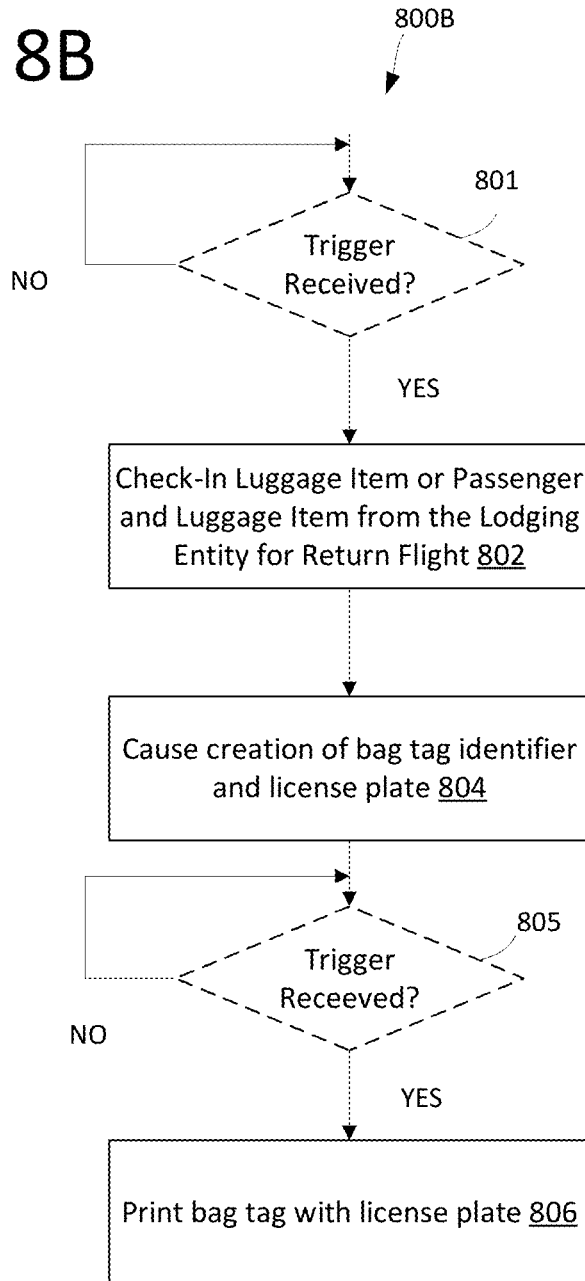 8B
800B
801
Trigger
Received?
NO
YES
Check-In Luggage Item or Passenger
and Luggage Item from the Lodging
Entity for Return Flight 802
Cause creation of bag tag identifier
and license plate 804
805
Trigger
Receeved?
NO
YES
Print bag tag with license plate 806